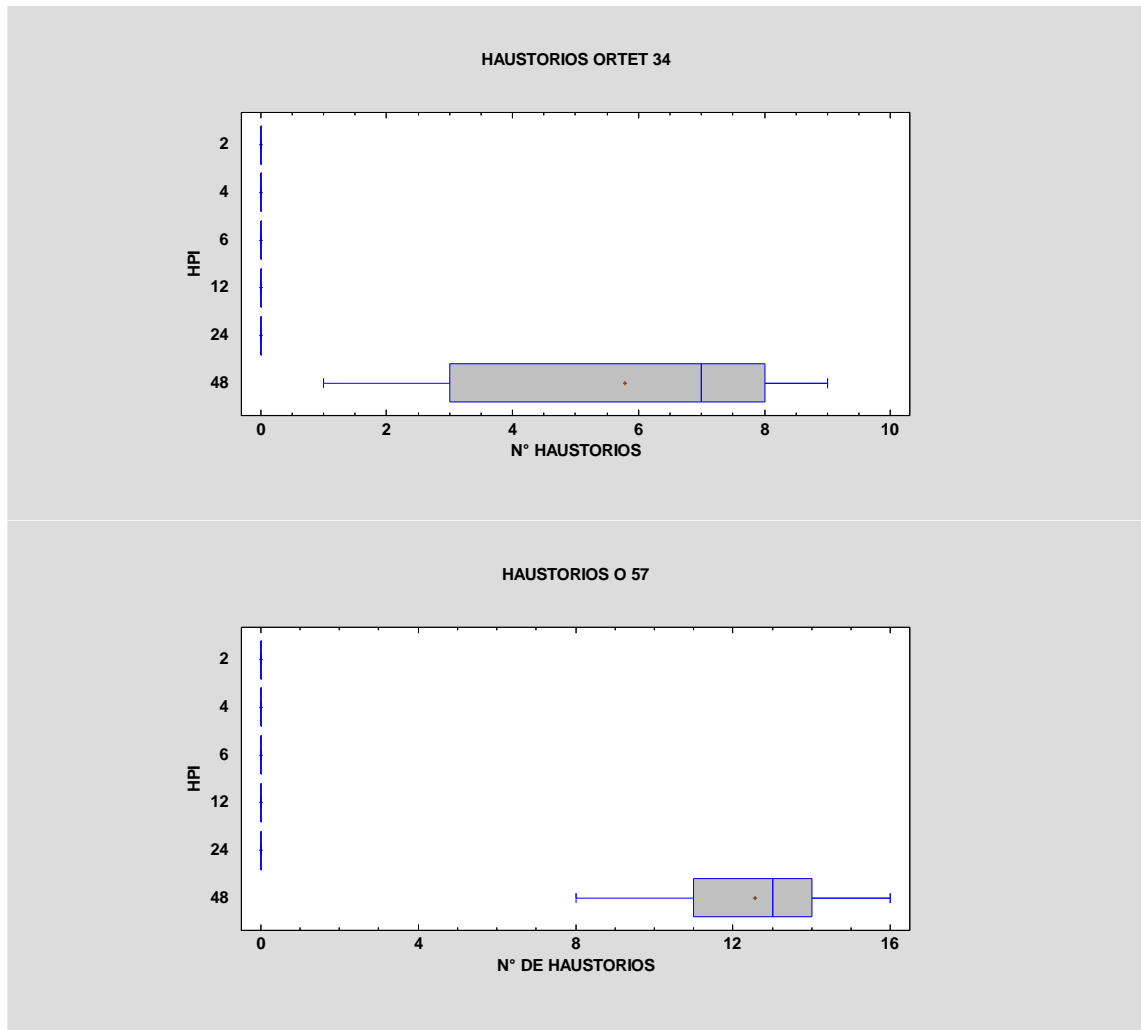 HAUSTORIOS ORTET 34
HPI
2
4
6
12
24
48
0 2 4 6 8 10
N° HAUSTORIOS
HAUSTORIOS O 57
HPI
2
4
6
12
24
48
0 4 8 12 16
N° DE HAUSTORIOS